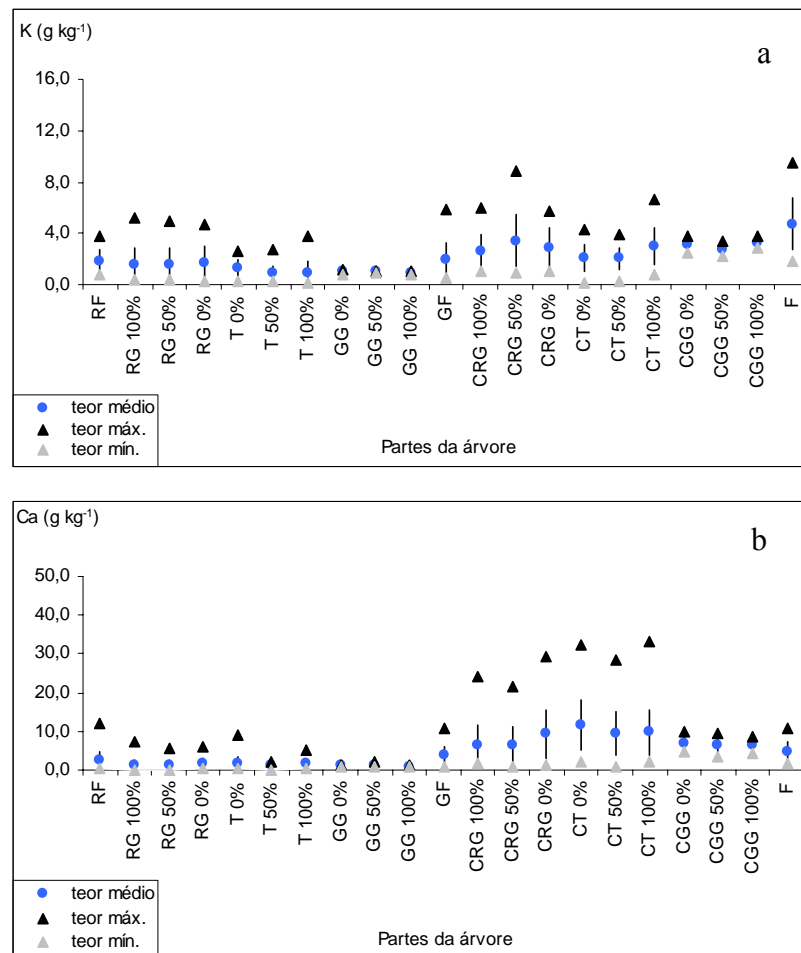 K (g kg⁻¹)
a
16,0
12,0
8,0
4,0
0,0
RF
RG 100%
RG 50%
RG 0%
T 0%
T 50%
T 100%
GG 0%
GG 50%
GG 100%
GF
CRG 100%
CRG 50%
CRG 0%
CT 0%
CT 50%
CT 100%
CGG 0%
CGG 50%
CGG 100%
F
teor médio
teor máx.
teor mín.
Partes da árvore
Ca (g kg⁻¹)
b
50,0
40,0
30,0
20,0
10,0
0,0
RF
RG 100%
RG 50%
RG 0%
T 0%
T 50%
T 100%
GG 0%
GG 50%
GG 100%
GF
CRG 100%
CRG 50%
CRG 0%
CT 0%
CT 50%
CT 100%
CGG 0%
CGG 50%
CGG 100%
F
teor médio
teor máx.
teor mín.
Partes da árvore